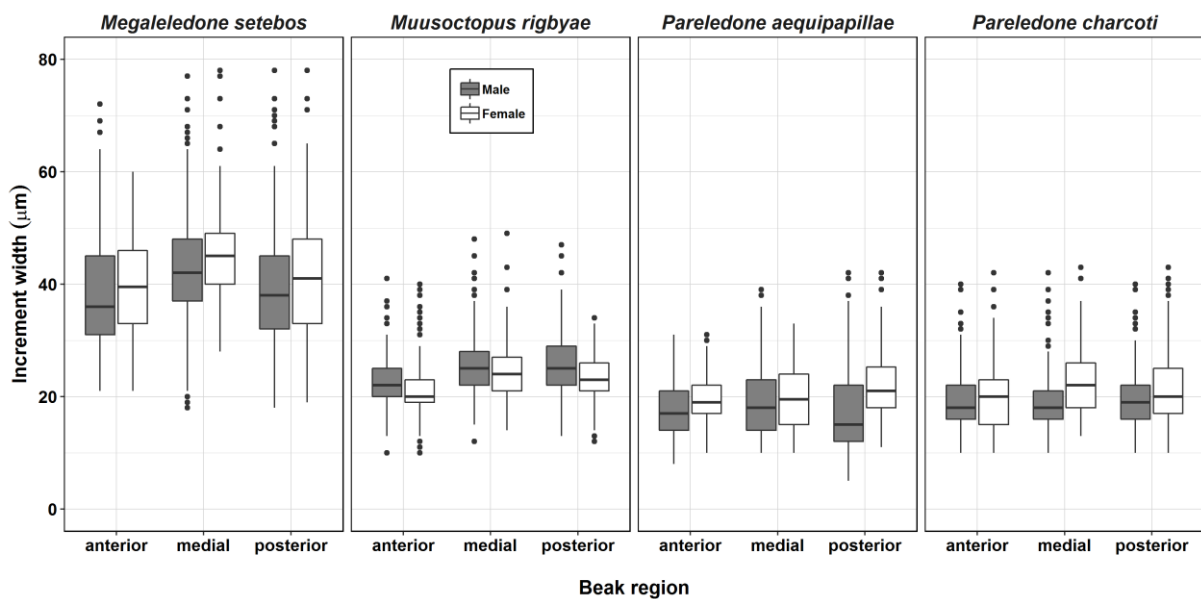 Megaleledone setebos Muusoctopus rigbyae Pareledone aequipapillae Pareledone charcoti
80
60
40
20
0
Increment width (μm)
Male
Female
anterior medial posterior anterior medial posterior anterior medial posterior anterior medial posterior
Beak region